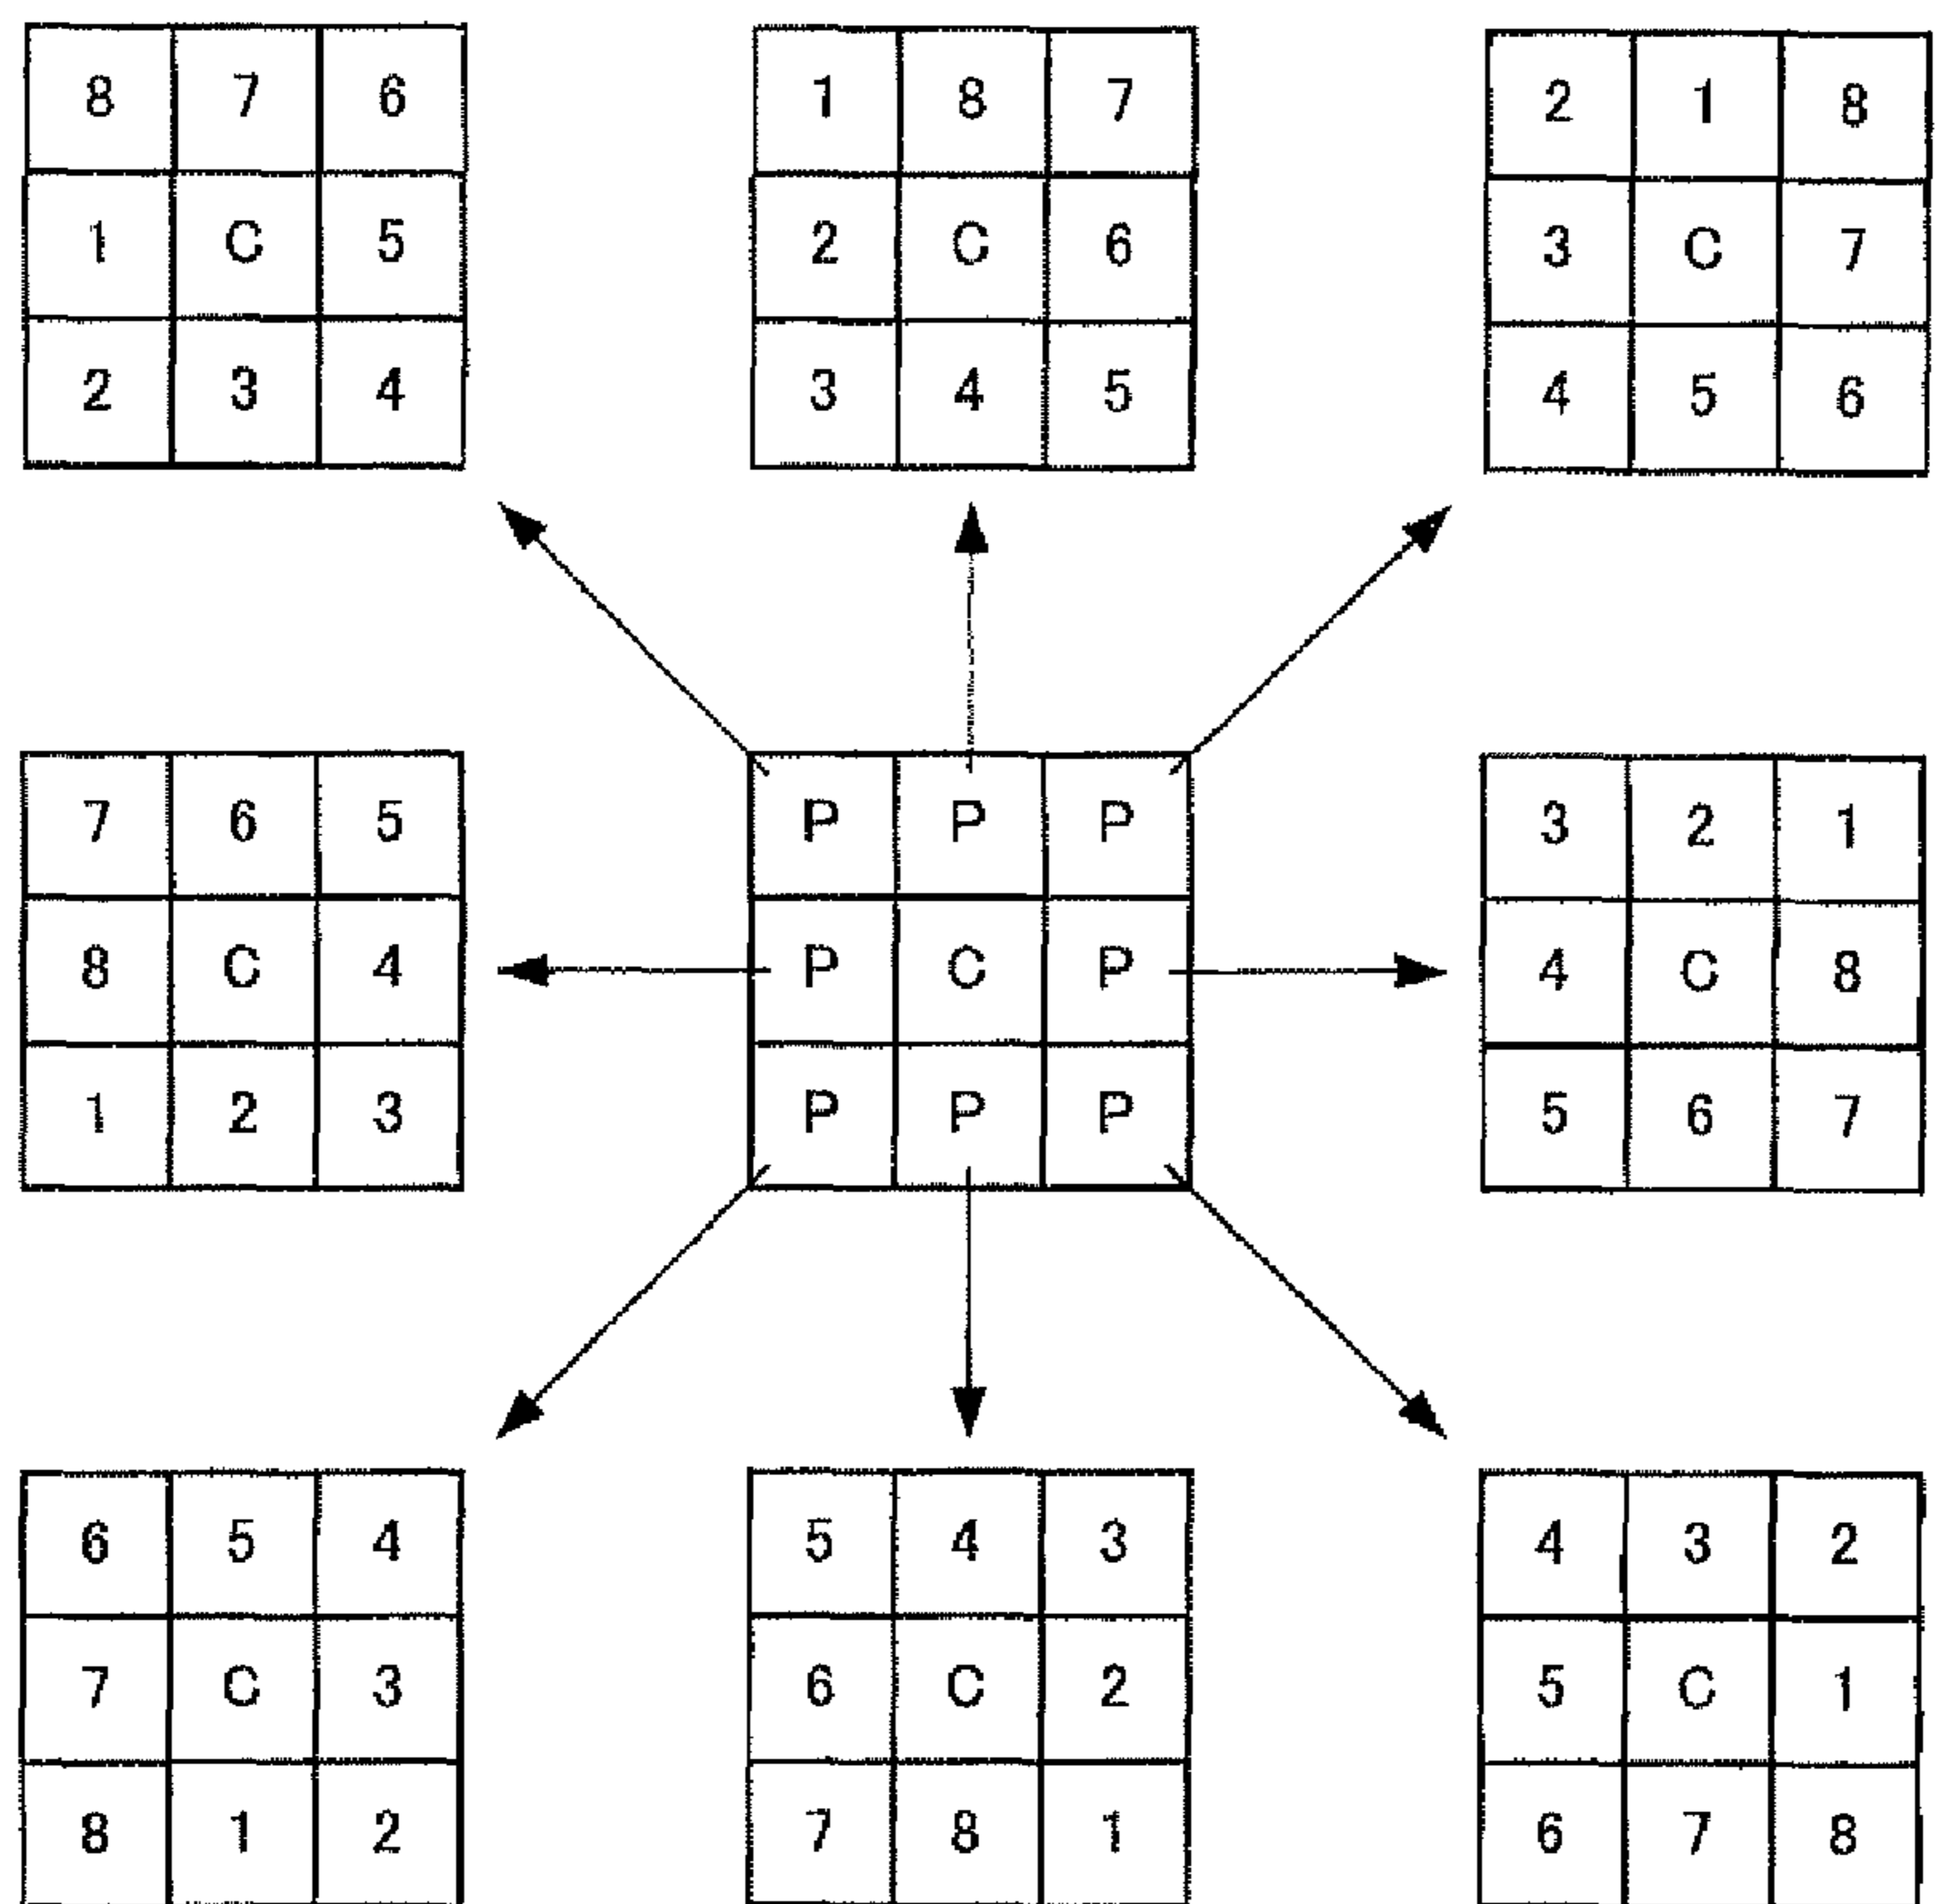 8 7 6 1 8 7 2 1 8
1 C 5 2 C 6 3 C 7
2 3 4 3 4 5 4 5 6
7 6 5 P P P 3 2 1
8 C 4 P C P 4 C 8
1 2 3 P P P 5 6 7
6 5 4 5 4 3 4 3 2
7 C 3 6 C 2 5 C 1
8 1 2 7 8 1 6 7 8